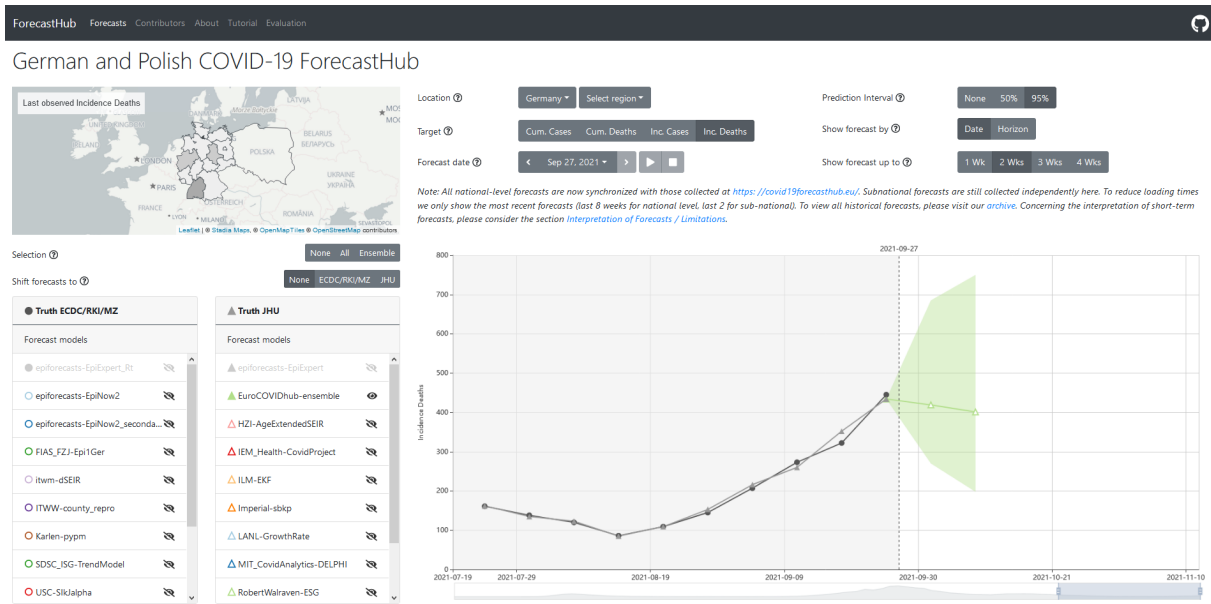 ForecastHub Forecasts Contributors About Tutorial Evaluation
German and Polish COVID-19 ForecastHub
Last observed Incidence Deaths
LATVIJA
Morze Bałtyckie
UNITED KINGDOM
BELARUS
БЕЛАРУСЬ
POLSKA
LONDON
UKRAINE
УКРАЇНА
PARIS
FRANCE
LYON
MILANO
ROMÂNIA
SEVASTOPOL
Leaflet | © Stadia Maps, © OpenMapTiles © OpenStreetMap contributors
Location
Germany
Select region
Target
Cum. Cases Cum. Deaths Inc. Cases Inc. Deaths
Forecast date
Sep 27, 2021
Prediction Interval
None 50% 95%
Show forecast by
Date Horizon
Show forecast up to
1 Wk 2 Wks 3 Wks 4 Wks
Note: All national-level forecasts are now synchronized with those collected at https: //covid19forecasthub.eu/. Subnational forecasts are still collected independently here. To reduce loading times
we only show the most recent forecasts (last 8 weeks for national level, last 2 for sub-national). To view all historical forecasts, please visit our archive. Concerning the interpretation of short-term
forecasts, please consider the section Interpretation of Forecasts / Limitations.
Selection
None All Ensemble
Shift forecasts to
None ECDC/RKI/MZ JHU
Truth ECDC/RKI/MZ
Forecast models
epiforecasts-EpiExpert_Rt
epiforecasts-EpiNow2
epiforecasts-EpiNow2_seconda...
FIAS_FZJ-Epi1Ger
itwm-dSEIR
ITWW-county_repro
Karlen-pypm
SDSC_ISG-TrendModel
USC-SIkJalpha
Truth JHU
Forecast models
epiforecasts-EpiExpert
EuroCOVIDhub-ensemble
HZI-AgeExtendedSEIR
IEM_Health-CovidProject
ILM-EKF
Imperial-sbkp
LANL-GrowthRate
MIT_CovidAnalytics-DELPHI
RobertWalraven-ESG
2021-09-27
Incidence Deaths
800
700
600
500
400
300
200
100
0
2021-07-19 2021-07-29 2021-08-19 2021-09-09 2021-09-30 2021-10-21 2021-11-10